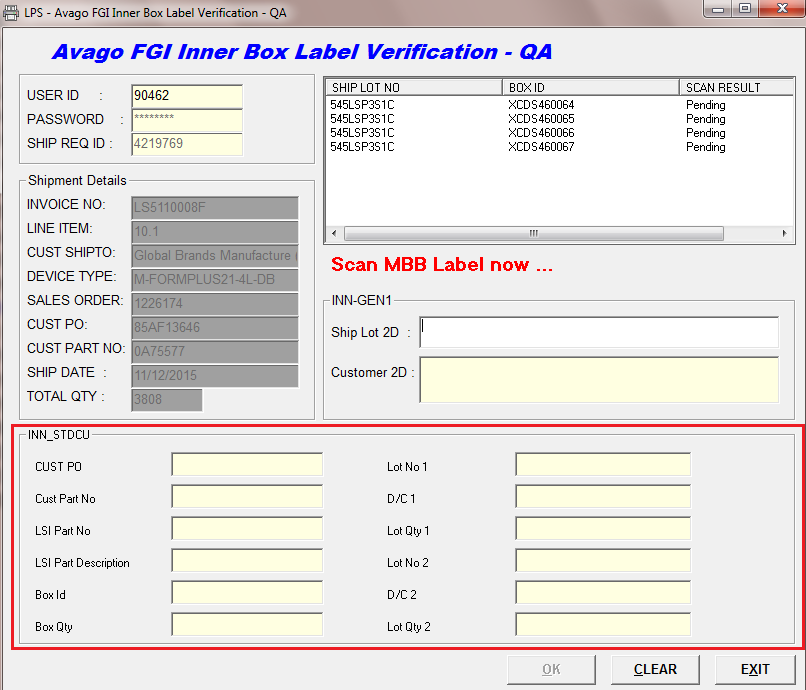 LPS - Avago FGI Inner Box Label Verification - QA
Avago FGI Inner Box Label Verification - QA
USER ID : 90462
PASSWORD : ********
SHIP REQ ID : 4219769
SHIP LOT NO BOX ID SCAN RESULT
545LSP3S1C XCDS460064 Pending
545LSP3S1C XCDS460065 Pending
545LSP3S1C XCDS460066 Pending
545LSP3S1C XCDS460067 Pending
Shipment Details
INVOICE NO: LS5110008F
LINE ITEM: 10.1
CUST SHIPTO: Global Brands Manufacture
DEVICE TYPE: M-FORMPLUS21-4L-DB
SALES ORDER: 1226174
CUST PO: 85AF13646
CUST PART NO: 0A75577
SHIP DATE : 11/12/2015
TOTAL QTY : 3808
Scan MBB Label now ...
INN-GEN1
Ship Lot 2D :
Customer 2D :
INN_STDCU
CUST PO Lot No 1
Cust Part No D/C 1
LSI Part No Lot Qty 1
LSI Part Description Lot No 2
Box Id D/C 2
Box Qty Lot Qty 2
OK CLEAR EXIT